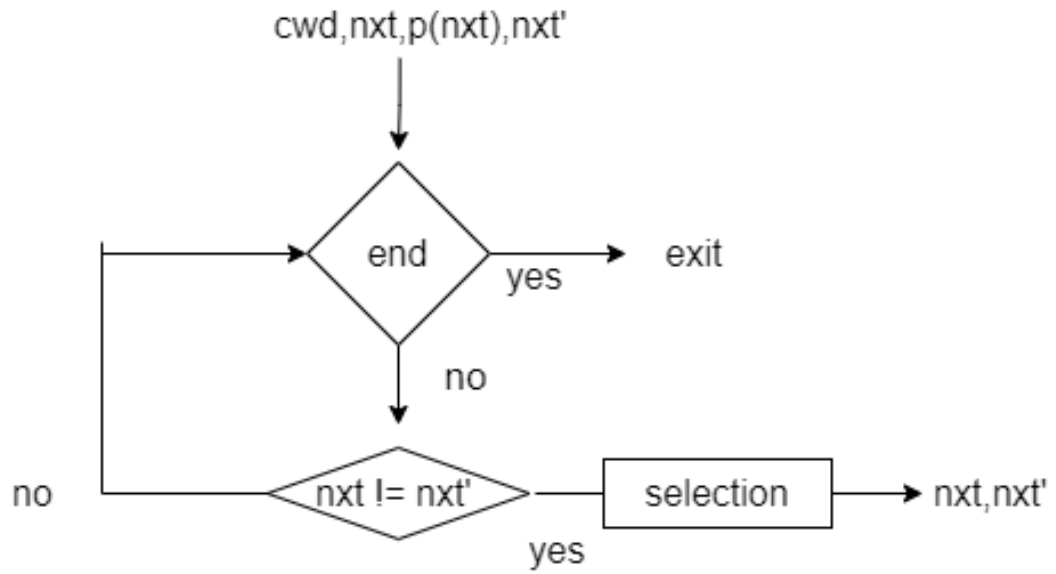 cwd,nxt,p(nxt),nxt'
end
yes
exit
no
no
nxt != nxt'
yes
selection
nxt,nxt'